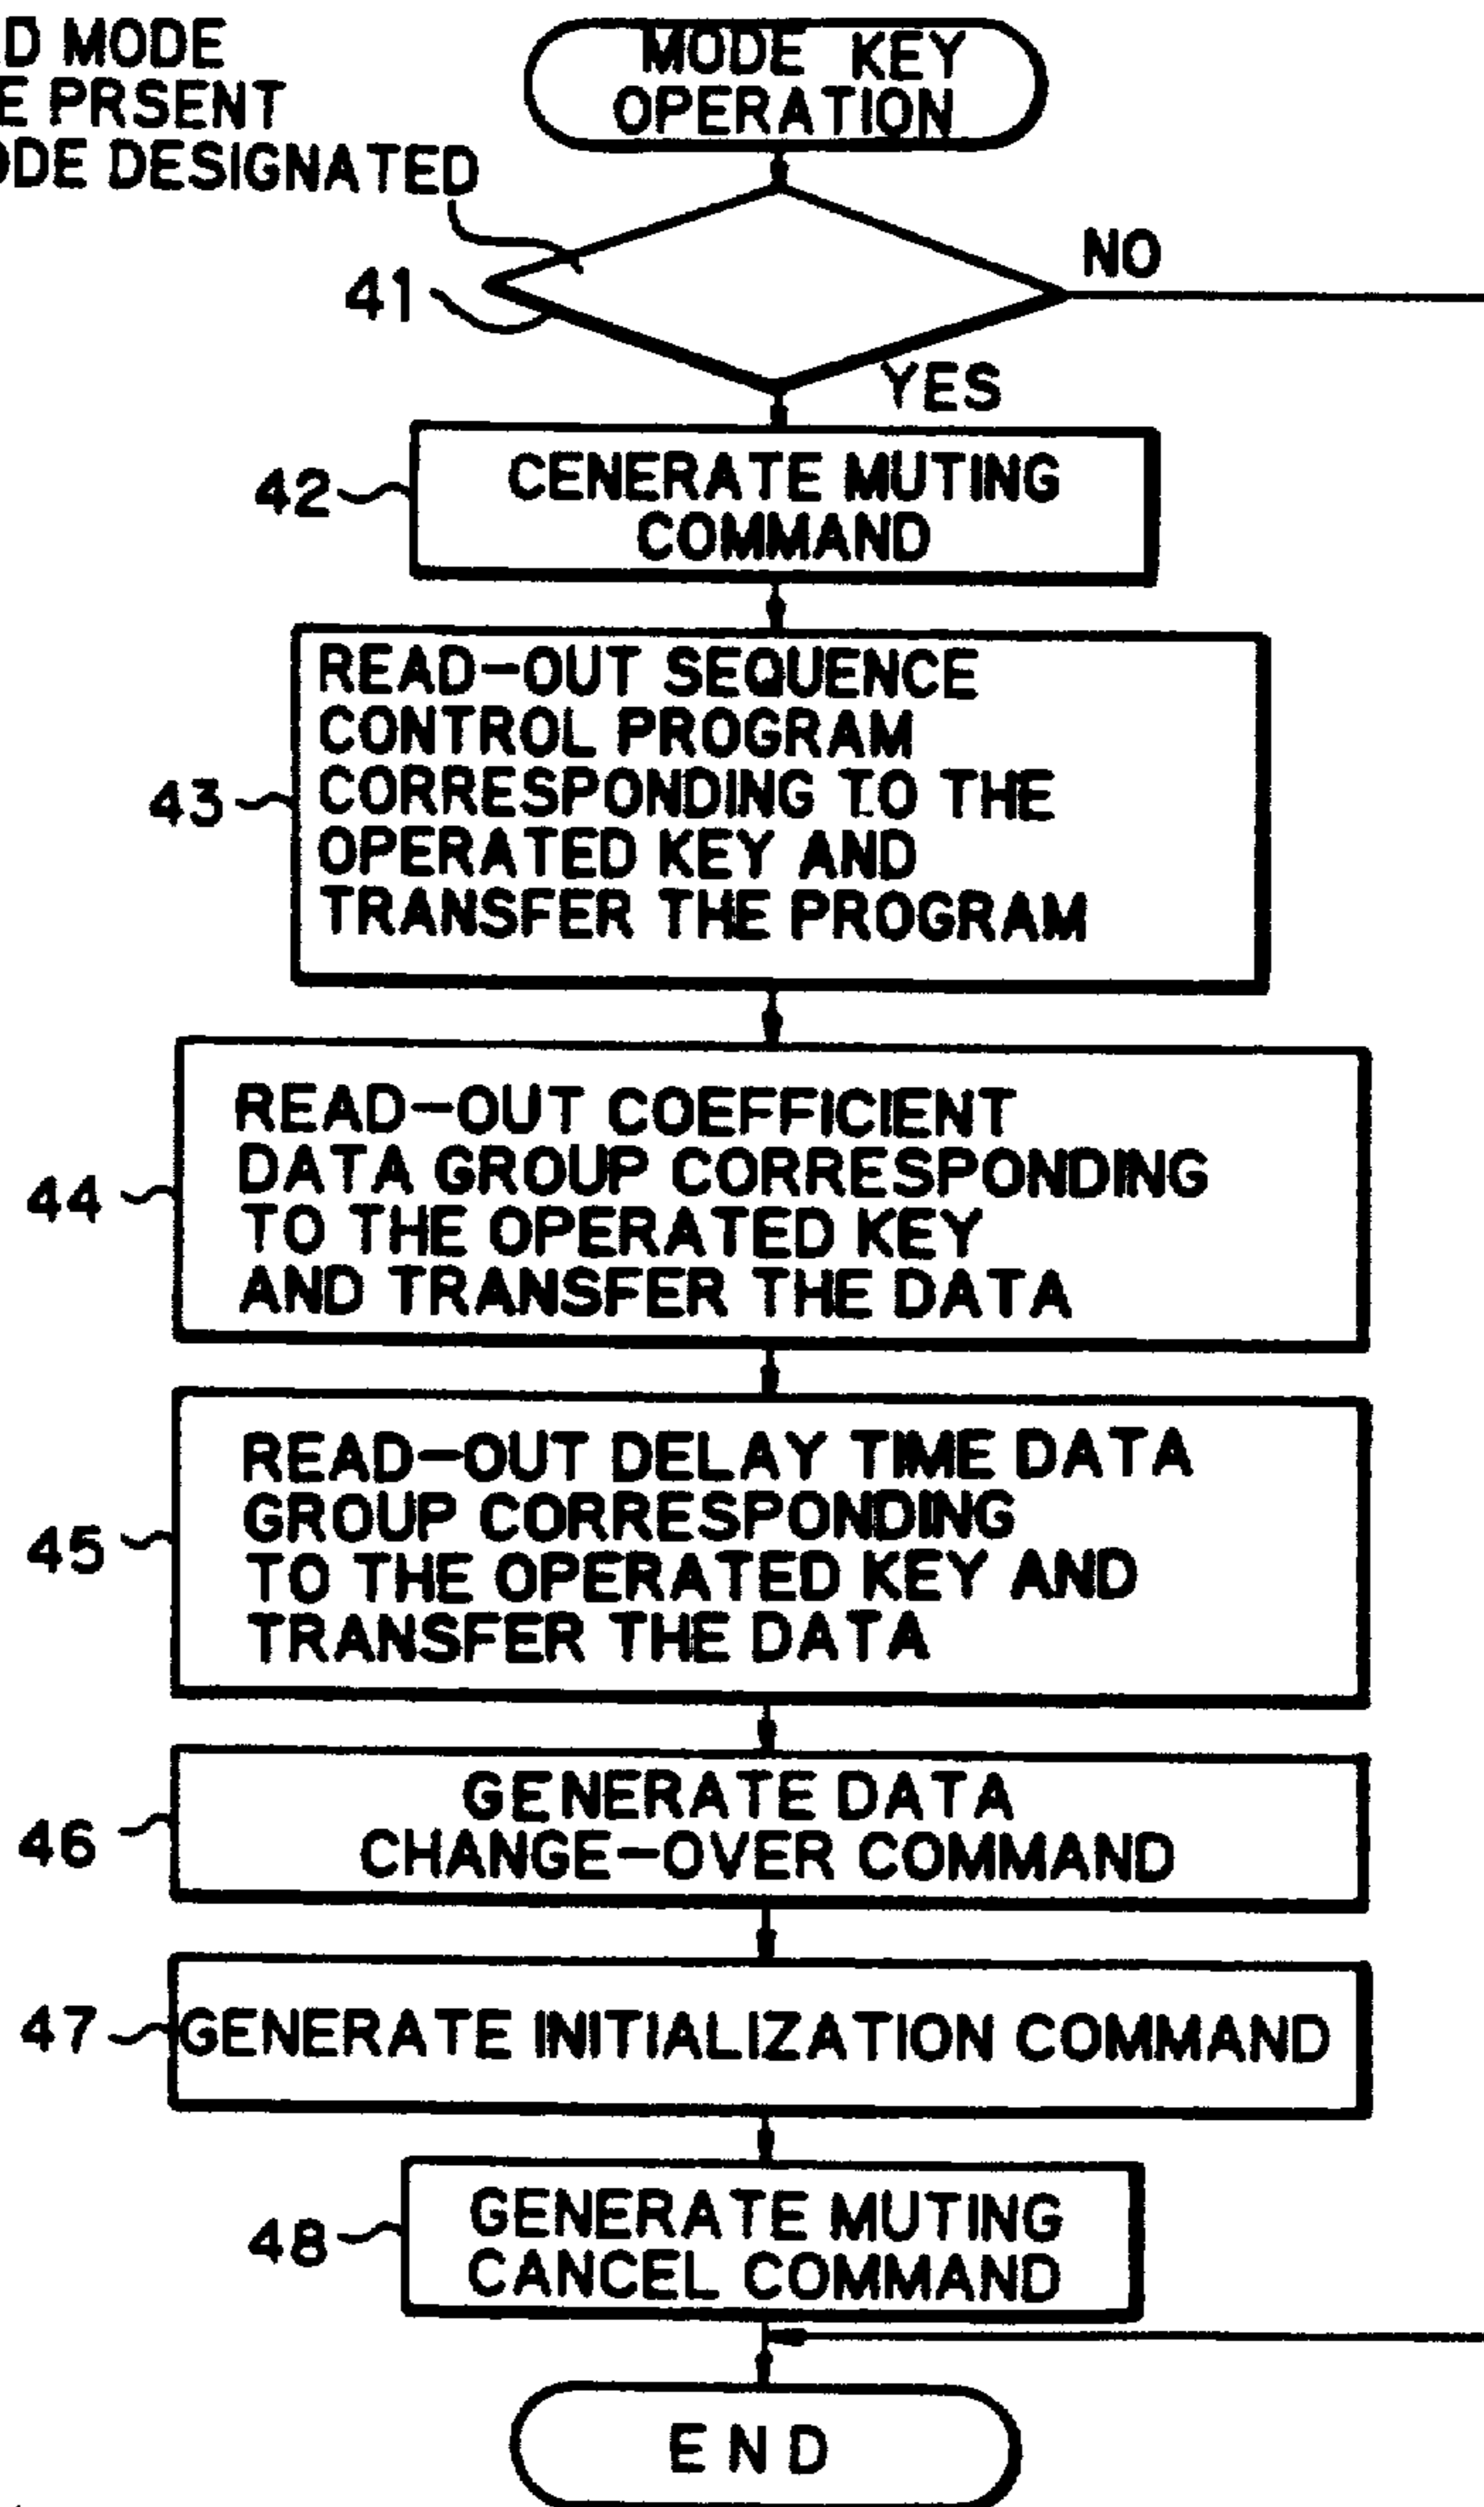 D MODE
E PRSENT
ODE DESIGNATED
MODE KEY
OPERATION
NO
41
YES
42
CENERATE MUTING
COMMAND
43
READ-OUT SEQUENCE
CONTROL PROGRAM
CORRESPONDING TO THE
OPERATED KEY AND
TRANSFER THE PROGRAM
44
READ-OUT COEFFICIENT
DATA GROUP CORRESPONDING
TO THE OPERATED KEY
AND TRANSFER THE DATA
45
READ-OUT DELAY TIME DATA
GROUP CORRESPONDING
TO THE OPERATED KEY AND
TRANSFER THE DATA
46
GENERATE DATA
CHANGE-OVER COMMAND
47
GENERATE INITIALIZATION COMMAND
48
GENERATE MUTING
CANCEL COMMAND
END